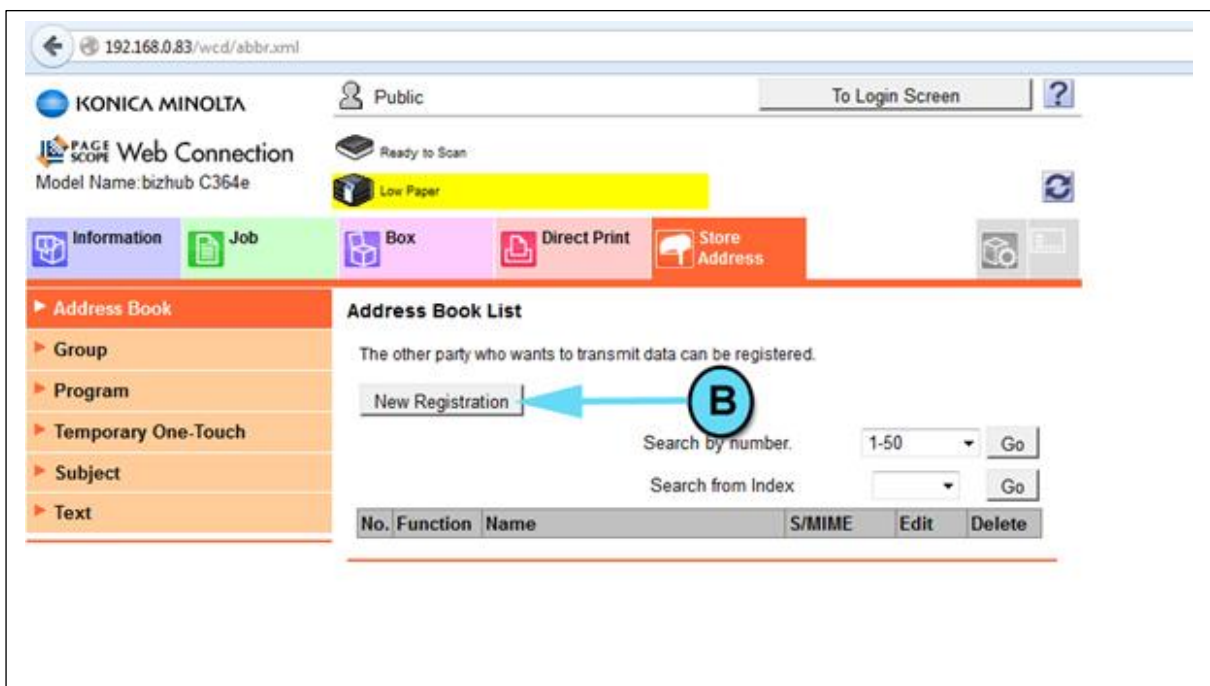 192.168.0.83/wcd/abbr.xml
KONICA MINOLTA
Public
To Login Screen
?
PAGE SCOPE Web Connection
Ready to Scan
Model Name:bizhub C364e
Low Paper
Information
Job
Box
Direct Print
Store Address
Address Book
Group
Program
Temporary One-Touch
Subject
Text
Address Book List
The other party who wants to transmit data can be registered.
New Registration
B
Search by number. 1-50 Go
Search from Index Go
No. Function Name S/MIME Edit Delete